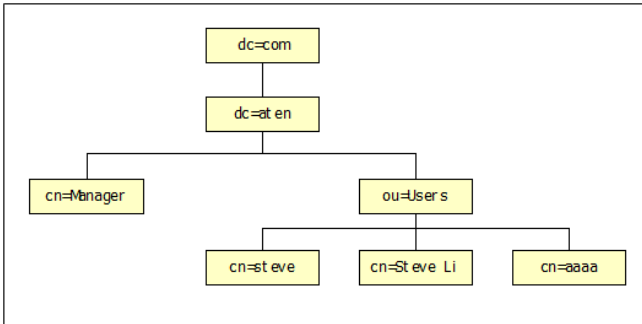 dc=com
dc=aten
cn=Manager
ou=Users
cn=steve
cn=Steve Li
cn=aaaa